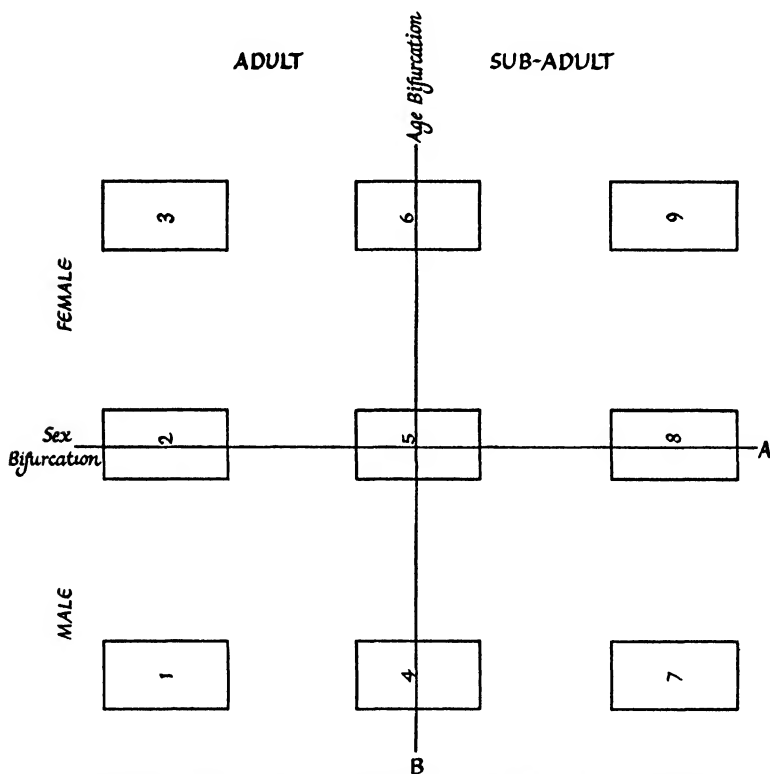 ADULT
SUB-ADULT
Age Bifurcation
3
6
9
FEMALE
Sex
Bifurcation
2
5
8
A
MALE
1
4
7
B